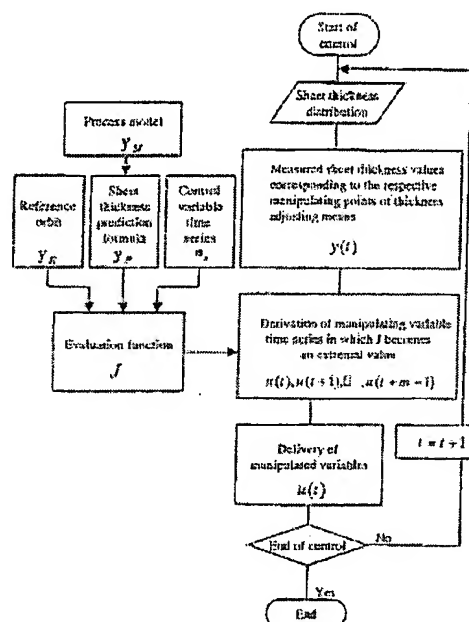 Start of
control
Sheet thickness
distribution
Process model
Y_M
Measured sheet thickness values
corresponding to the respective
manipulating points of thickness
adjusting means
y(t)
Reference
orbit
Y_R
Sheet
thickness
prediction
formula
Y_P
Control
variable
time
series
Evaluation function
J
Derivation of manipulating variable
time series in which J becomes
an extremal value
u(t), u(t+1),▯ ,u(t+m-1)
Delivery of
manipulated variables
u(t)
t = t+1
End of control
No
Yes
End